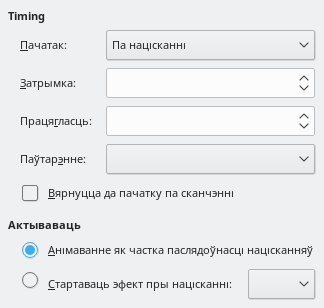 Timing
Пачатак:
Па націсканні
Затрымка:
Працягласць:
Паўтарэнне:
Вярнуцца да пачатку па сканчэнні
Актываваць
Анімаванне як частка паслядоўнасці націсканняў
Стартаваць эфект пры націсканні: